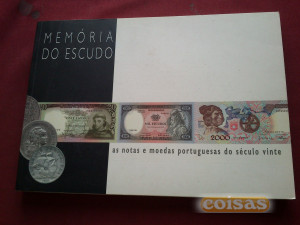 MEMÓRIA
DO ESCUDO
2000
as notas e moedas portuguesas do século vinte
coisas